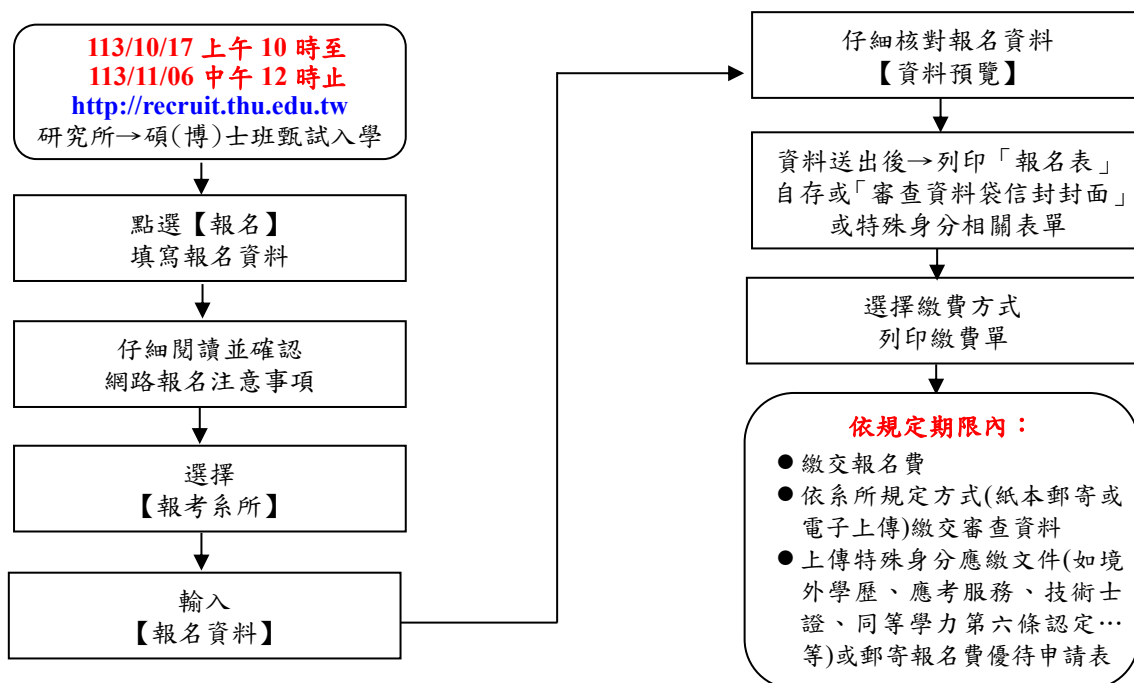 113/10/17 上午 10 時至
113/11/06 中午 12 時止
http://recruit.thu.edu.tw
研究所→碩(博)士班甄試入學
點選【報名】
填寫報名資料
仔細閱讀並確認
網路報名注意事項
選擇
【報考系所】
輸入
【報名資料】
仔細核對報名資料
【資料預覽】
資料送出後→列印「報名表」
自存或「審查資料袋信封封面」
或特殊身分相關表單
選擇繳費方式
列印繳費單
依規定期限內：
● 繳交報名費
● 依系所規定方式(紙本郵寄或
電子上傳)繳交審查資料
● 上傳特殊身分應繳文件(如境
外學歷、應考服務、技術士
證、同等學力第六條認定…
等)或郵寄報名費優待申請表